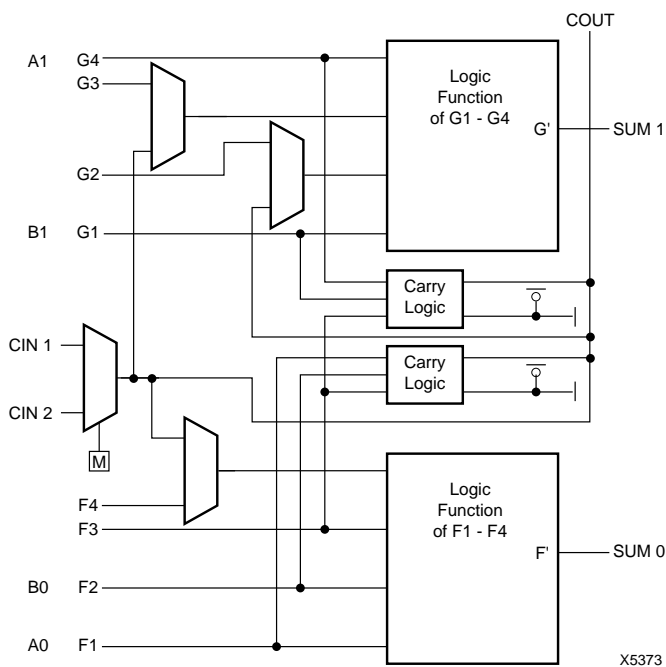 COUT
A1 G4
G3
Logic
Function
of G1 - G4
G'
SUM 1
G2
B1 G1
Carry
Logic
CIN 1
Carry
Logic
CIN 2
M
F4
Logic
Function
of F1 - F4
F3
F'
SUM 0
B0 F2
A0 F1
X5373